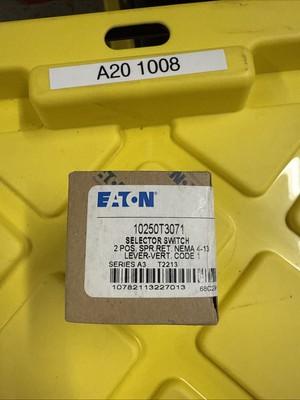 A20 1008
EATON
10250T3071
SELECTOR SWITCH
2 POS. SPR.RET. NEMA 4-13
LEVER-VERT. CODE 1
SERIES A3 T2213
10782113227013